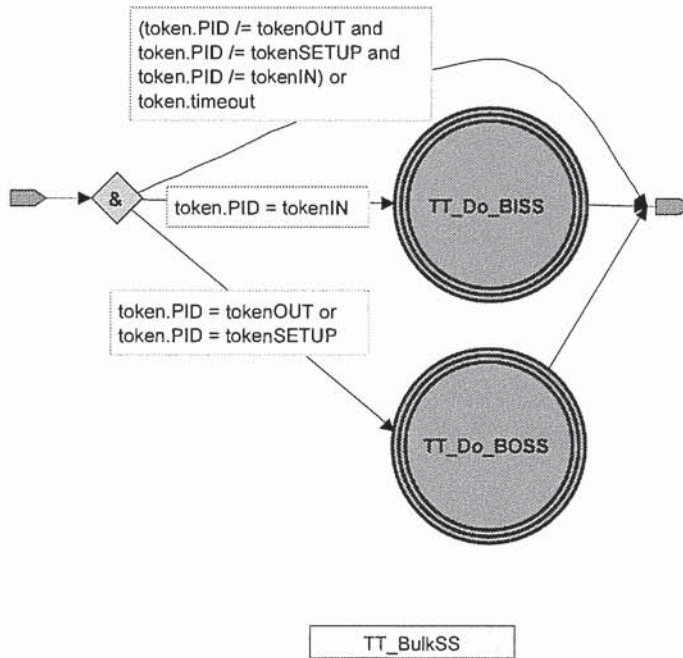 (token.PID /= tokenOUT and
token.PID /= tokenSETUP and
token.PID /= tokenIN) or
token.timeout
&
token.PID = tokenIN
TT_Do_BISS
token.PID = tokenOUT or
token.PID = tokenSETUP
TT_Do_BOSS
TT_BulkSS